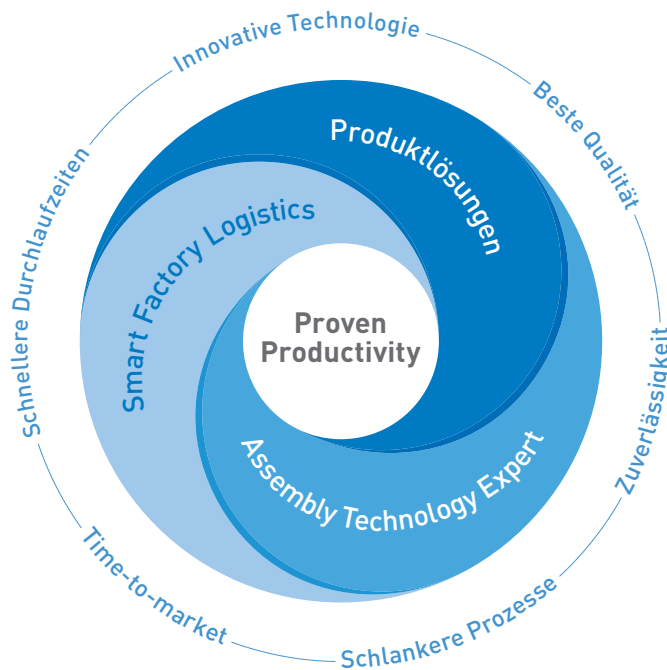 Innovative Technologie
Beste Qualität
Zuverlässigkeit
Schlankere Prozesse
Time-to-market
Schnellere Durchlaufzeiten
Produktlösungen
Assembly Technology Expert
Smart Factory Logistics
Proven
Productivity